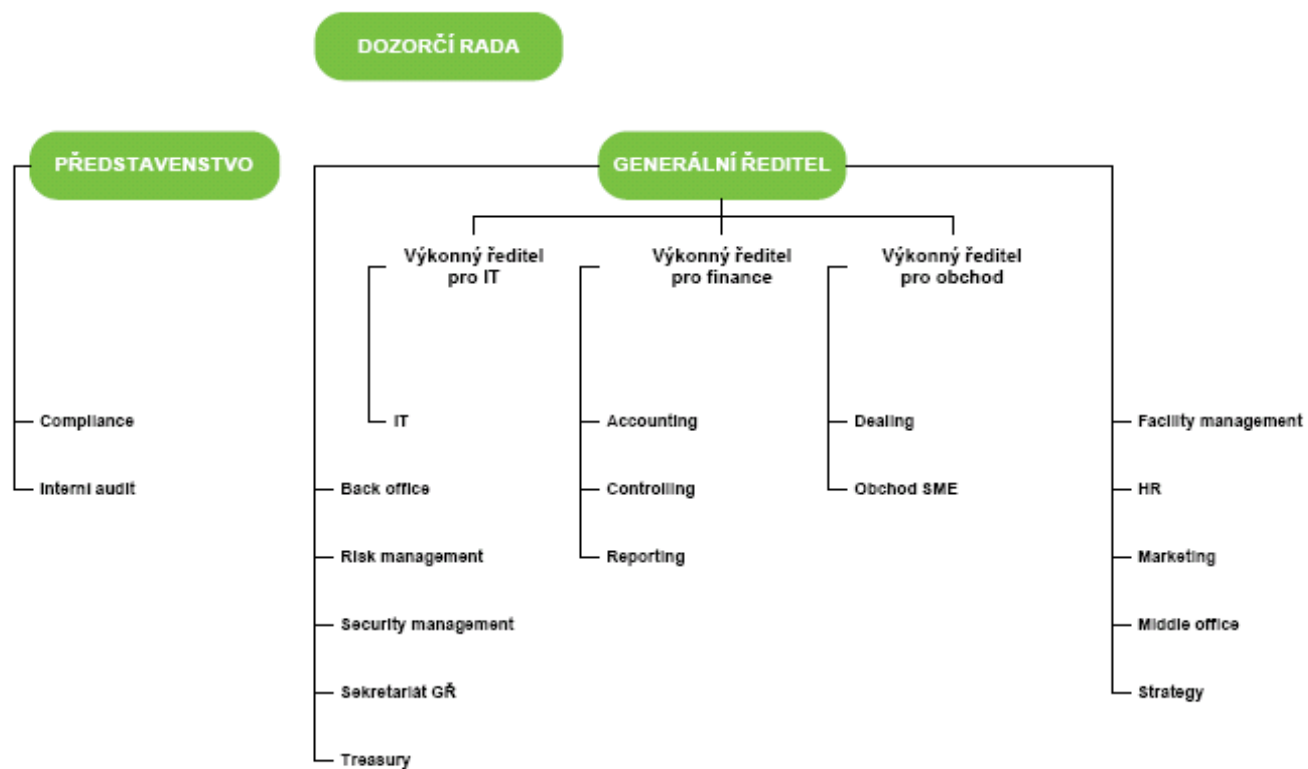 DOZORČÍ RADA
PŘEDSTAVENSTVO
GENERÁLNÍ ŘEDITEL
Výkonný ředitel
pro IT
Výkonný ředitel
pro finance
Výkonný ředitel
pro obchod
Compliance
IT
Accounting
Dealing
Facility management
Interní audit
Back office
Controlling
Obchod SME
HR
Risk management
Reporting
Marketing
Security management
Middle office
Sekretariát GŘ
Strategy
Treasury